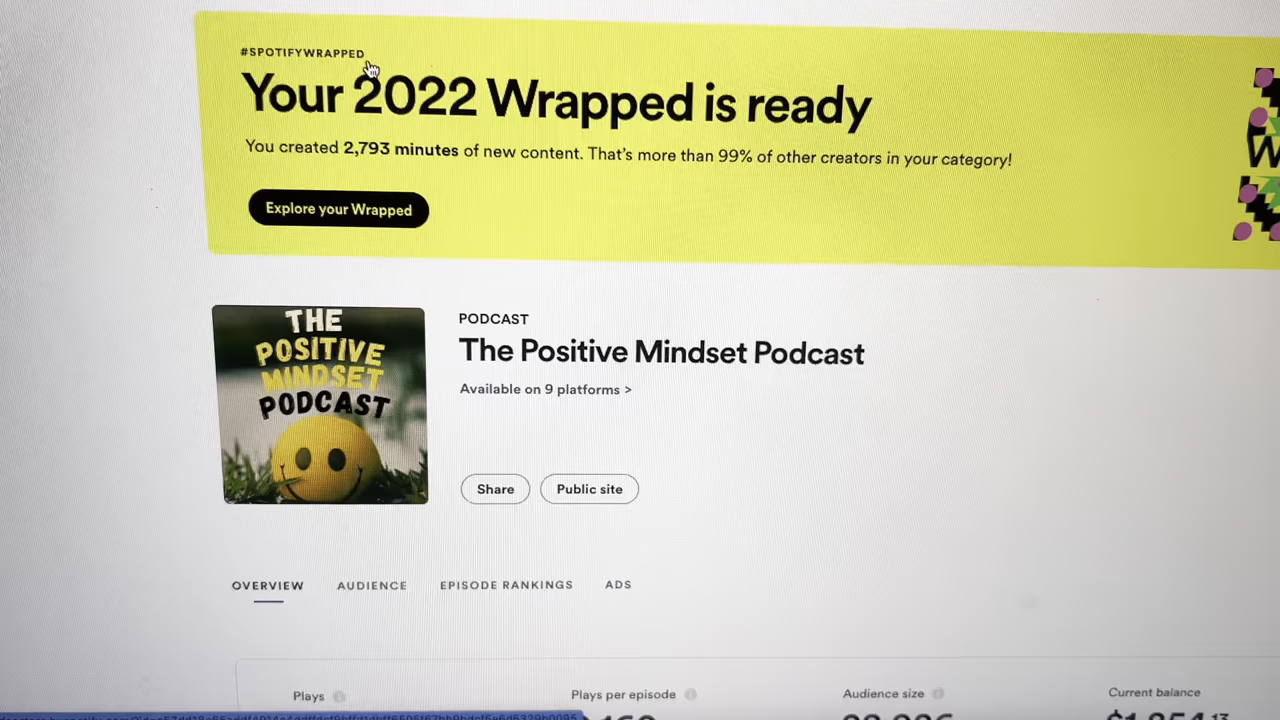 #SPOTIFYWRAPPED
Your 2022 Wrapped is ready
You created 2,793 minutes of new content. That's more than 99% of other creators in your category!
Explore your Wrapped
W
THE
POSITIVE
MINDSET
PODCAST
PODCAST
The Positive Mindset Podcast
Available on 9 platforms >
Share
Public site
OVERVIEW
AUDIENCE
EPISODE RANKINGS
ADS
Plays
Plays per episode
Audience size
Current balance